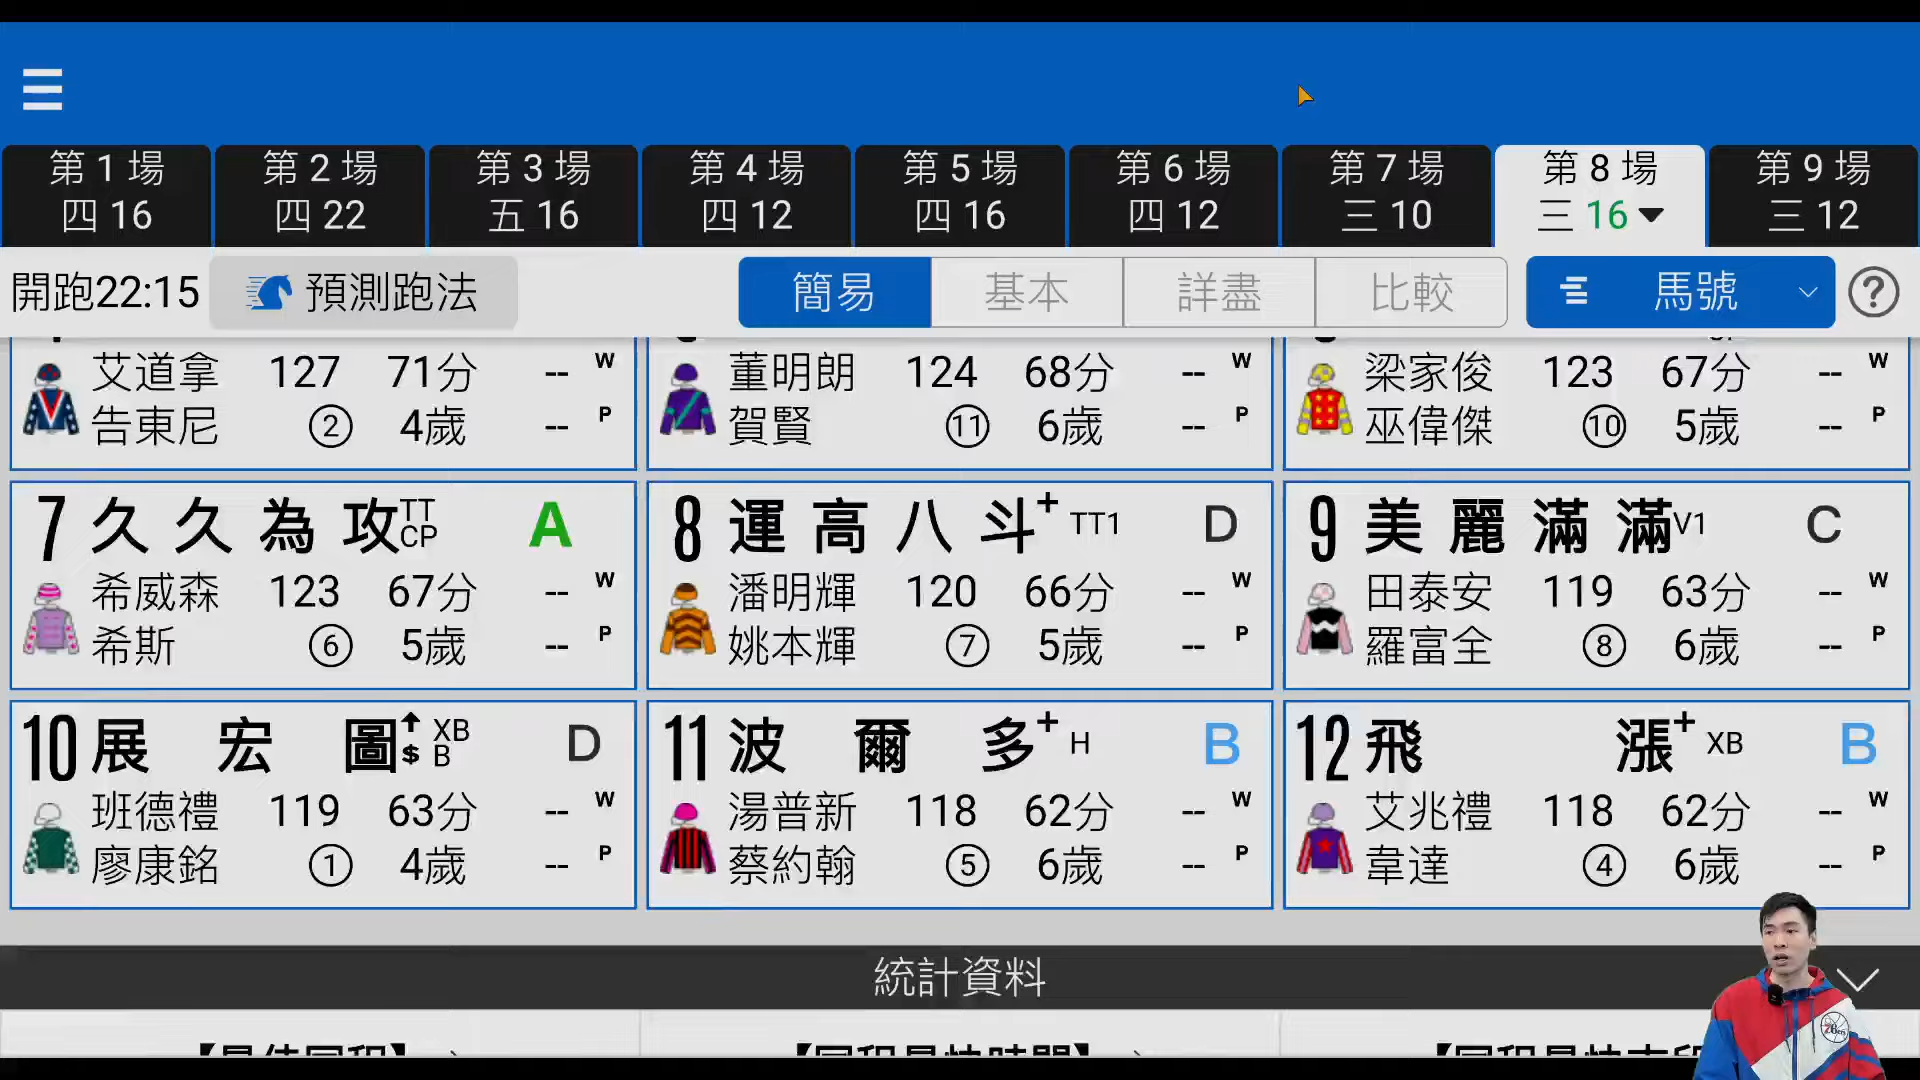 第 1 場
四 16
第 2 場
四 22
第 3 場
五 16
第 4 場
四 12
第 5 場
四 16
第 6 場
四 12
第 7 場
三 10
第 8 場
三 16
第 9 場
三 12
開跑22:15
預測跑法
簡易
基本
詳盡
比較
馬號
?
艾道拿 127 71分 -- W
告東尼 ② 4歲 -- P
董明朗 124 68分 -- W
賀賢 ⑪ 6歲 -- P
梁家俊 123 67分 -- W
巫偉傑 ⑩ 5歲 -- P
7 久久為攻 TT CP A
希威森 123 67分 -- W
希斯 ⑥ 5歲 -- P
8 運高八斗+ TT1 D
潘明輝 120 66分 -- W
姚本輝 ⑦ 5歲 -- P
9 美麗滿滿 V1 C
田泰安 119 63分 -- W
羅富全 ⑧ 6歲 -- P
10 展宏圖 ↑ $ XB B D
班德禮 119 63分 -- W
廖康銘 ① 4歲 -- P
11 波爾多+ H B
湯普新 118 62分 -- W
蔡約翰 ⑤ 6歲 -- P
12 飛漲+ XB B
艾兆禮 118 62分 -- W
韋達 ④ 6歲 -- P
統計資料